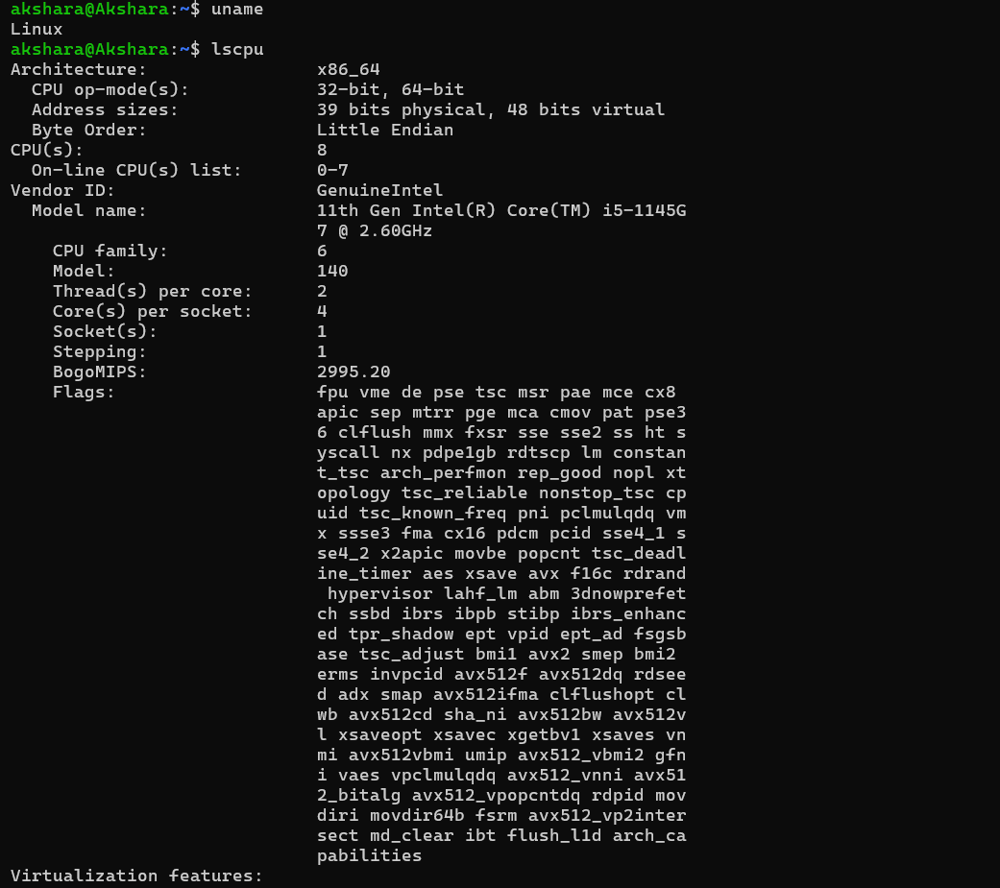 akshara@Akshara:~$ uname
Linux
akshara@Akshara:~$ lscpu
Architecture: x86_64
CPU op-mode(s): 32-bit, 64-bit
Address sizes: 39 bits physical, 48 bits virtual
Byte Order: Little Endian
CPU(s): 8
On-line CPU(s) list: 0-7
Vendor ID: GenuineIntel
Model name: 11th Gen Intel(R) Core(TM) i5-1145G
7 @ 2.60GHz
CPU family: 6
Model: 140
Thread(s) per core: 2
Core(s) per socket: 4
Socket(s): 1
Stepping: 1
BogoMIPS: 2995.20
Flags: fpu vme de pse tsc msr pae mce cx8
apic sep mtrr pge mca cmov pat pse3
6 clflush mmx fxsr sse sse2 ss ht s
yscall nx pdpe1gb rdtscp lm constan
t_tsc arch_perfmon rep_good nopl xt
opology tsc_reliable nonstop_tsc cp
uid tsc_known_freq pni pclmulqdq vm
x ssse3 fma cx16 pdcm pcid sse4_1 s
se4_2 x2apic movbe popcnt tsc_deadl
ine_timer aes xsave avx f16c rdrand
hypervisor lahf_lm abm 3dnowprefet
ch ssbd ibrs ibpb stibp ibrs_enhanc
ed tpr_shadow ept vpid ept_ad fsgsb
ase tsc_adjust bmi1 avx2 smep bmi2
erms invpcid avx512f avx512dq rdsee
d adx smap avx512ifma clflushopt cl
wb avx512cd sha_ni avx512bw avx512v
l xsaveopt xsavec xgetbv1 xsaves vn
mi avx512vbmi umip avx512_vbmi2 gfn
i vaes vpclmulqdq avx512_vnni avx51
2_bitalg avx512_vpopcntdq rdpid mov
diri movdir64b fsrm avx512_vp2inter
sect md_clear ibt flush_l1d arch_ca
pabilities
Virtualization features: